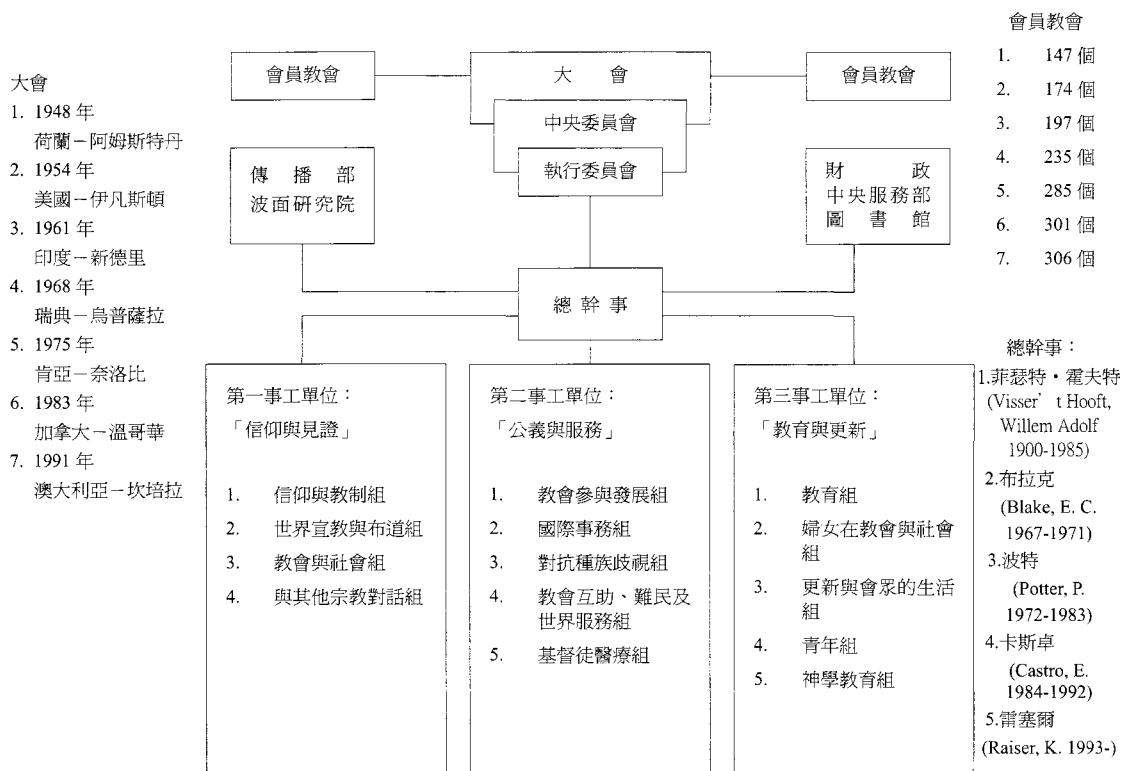 大會
1. 1948 年
荷蘭－阿姆斯特丹
2. 1954 年
美國－伊凡斯頓
3. 1961 年
印度－新德里
4. 1968 年
瑞典－烏普薩拉
5. 1975 年
肯亞－奈洛比
6. 1983 年
加拿大－溫哥華
7. 1991 年
澳大利亞－坎培拉
會員教會
大 會
會員教會
中央委員會
執行委員會
傳 播 部
波面研究院
財 政
中央服務部
圖 書 館
總 幹 事
第一事工單位：
「信仰與見證」
1. 信仰與教制組
2. 世界宣教與布道組
3. 教會與社會組
4. 與其他宗教對話組
第二事工單位：
「公義與服務」
1. 教會參與發展組
2. 國際事務組
3. 對抗種族歧視組
4. 教會互助、難民及
世界服務組
5. 基督徒醫療組
第三事工單位：
「教育與更新」
1. 教育組
2. 婦女在教會與社會
組
3. 更新與會眾的生活
組
4. 青年組
5. 神學教育組
會員教會
1. 147 個
2. 174 個
3. 197 個
4. 235 個
5. 285 個
6. 301 個
7. 306 個
總幹事：
1.菲瑟特・霍夫特
(Visser' t Hooft,
Willem Adolf
1900-1985)
2.布拉克
(Blake, E. C.
1967-1971)
3.波特
(Potter, P.
1972-1983)
4.卡斯卓
(Castro, E.
1984-1992)
5.雷塞爾
(Raiser, K. 1993-)